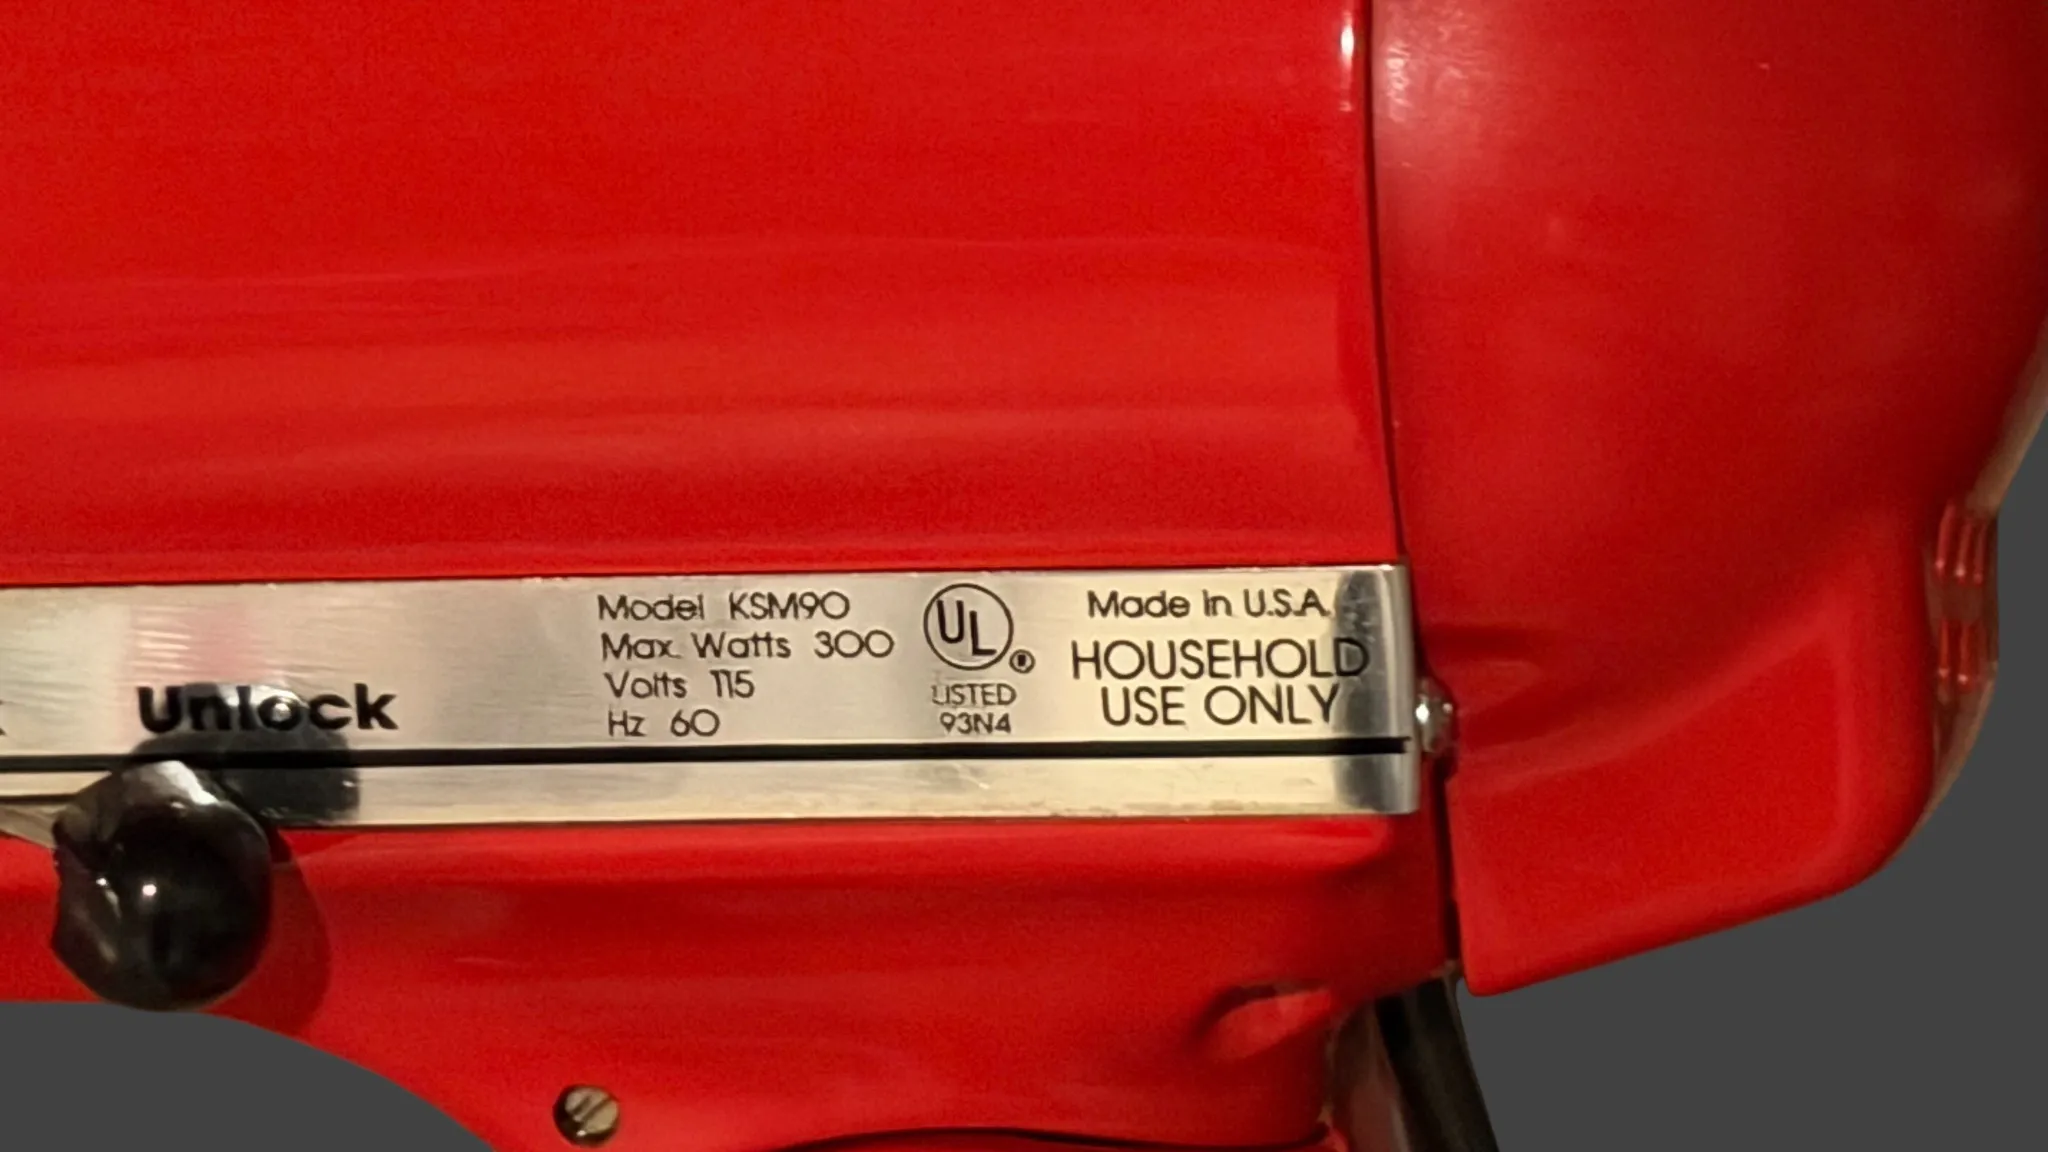 Unlock
Model KSM90
Max. Watts 300
Volts 115
Hz 60
UL ®
LISTED
93N4
Made in U.S.A.
HOUSEHOLD
USE ONLY